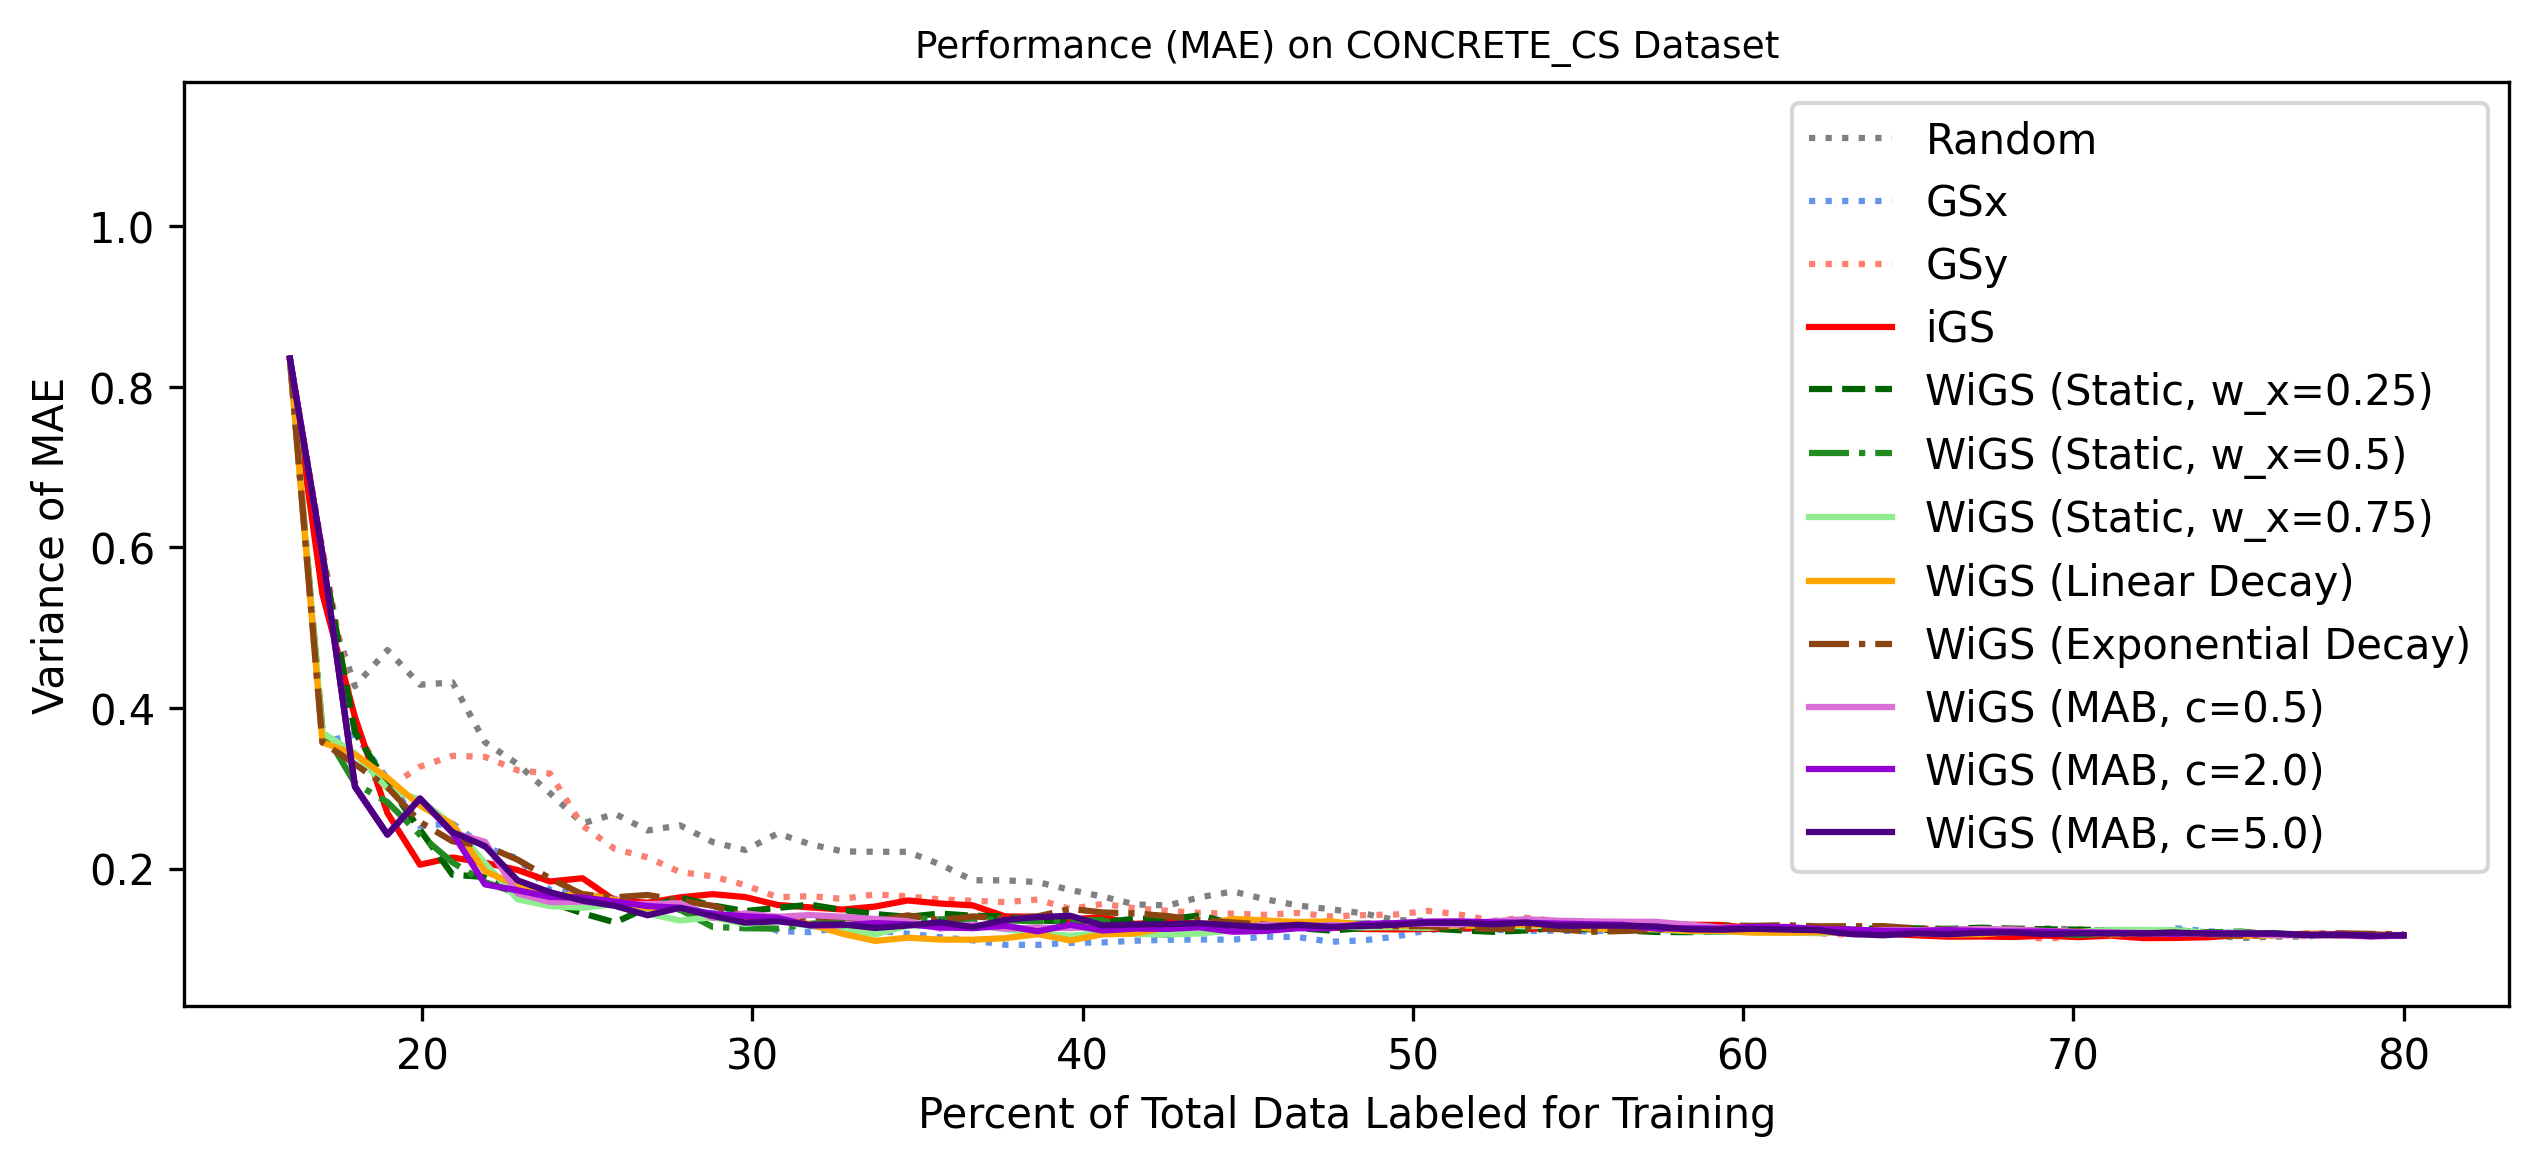 Performance (MAE) on CONCRETE_CS Dataset
Variance of MAE
1.0
0.8
0.6
0.4
0.2
Random
GSx
GSy
iGS
WiGS (Static, w_x=0.25)
WiGS (Static, w_x=0.5)
WiGS (Static, w_x=0.75)
WiGS (Linear Decay)
WiGS (Exponential Decay)
WiGS (MAB, c=0.5)
WiGS (MAB, c=2.0)
WiGS (MAB, c=5.0)
20 30 40 50 60 70 80
Percent of Total Data Labeled for Training